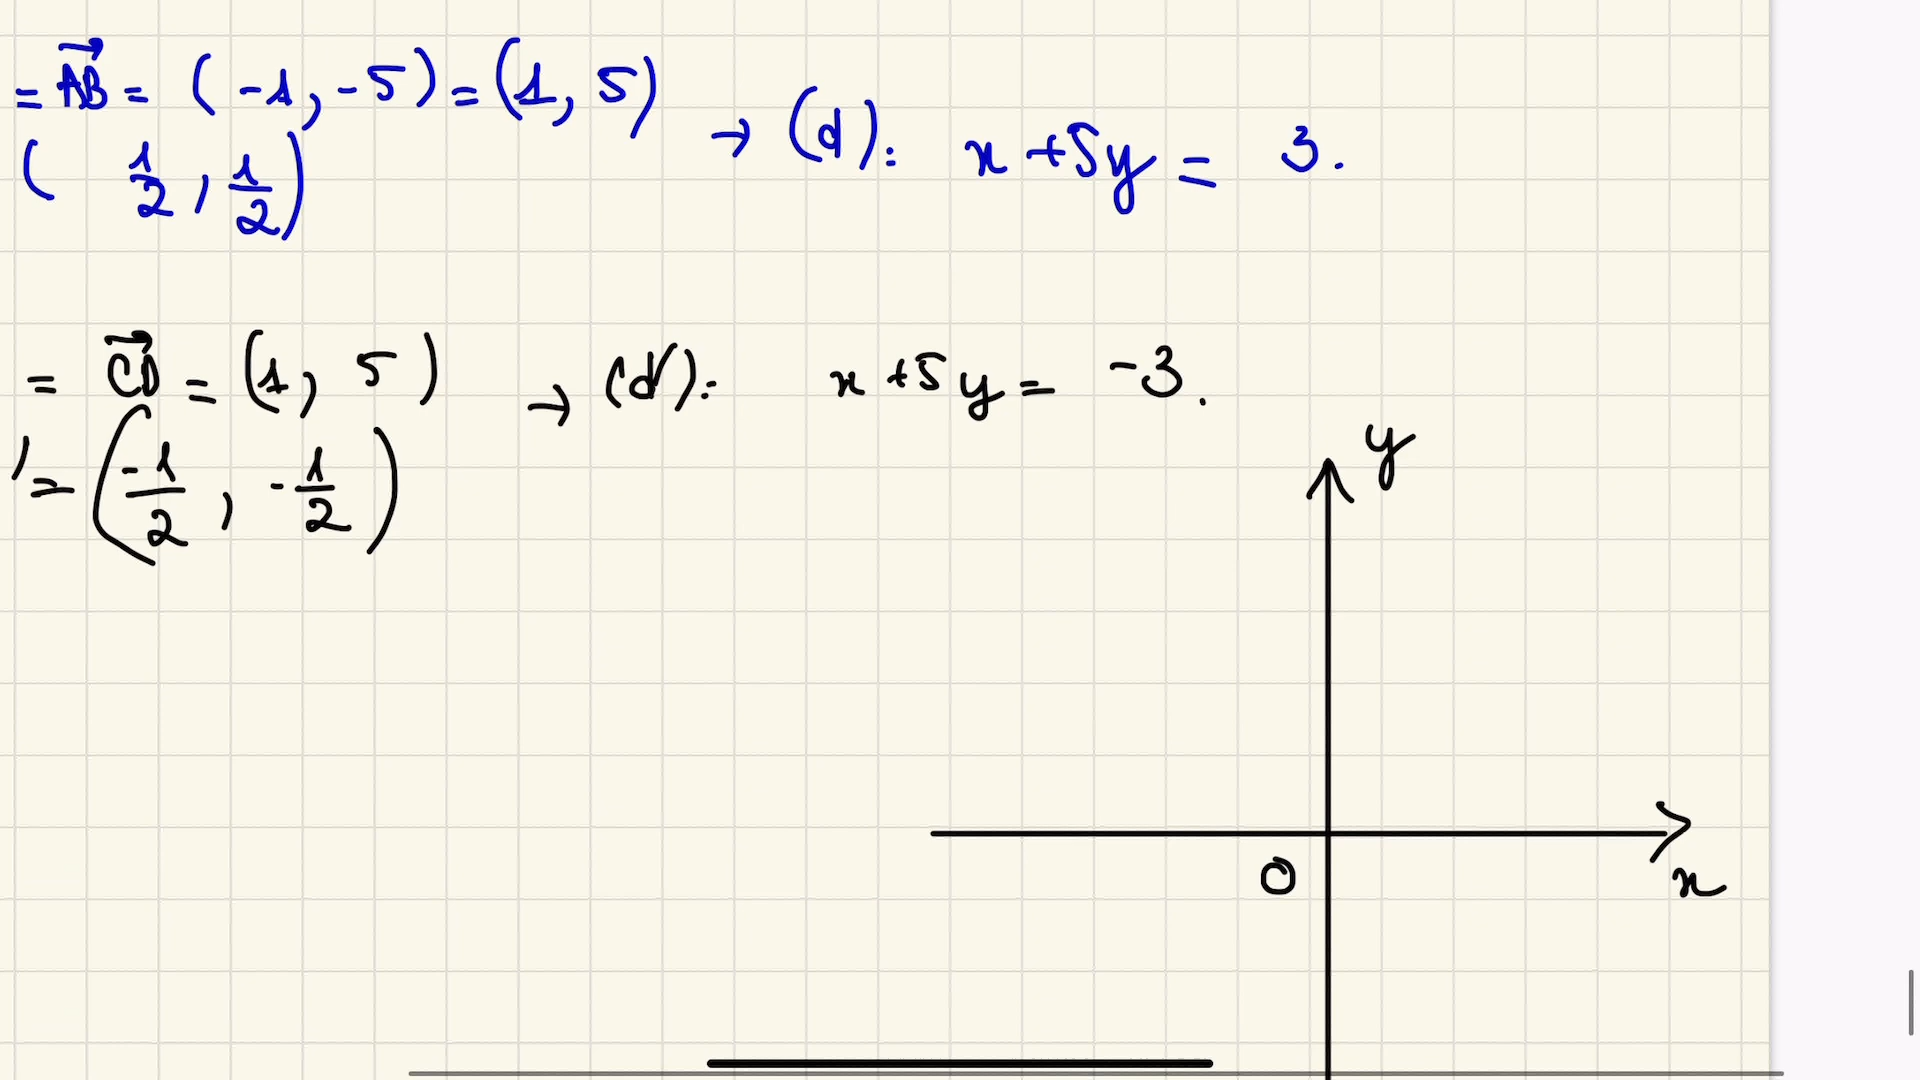 = AB⃗ = (-1, -5) = (1, 5)
(1/2, 1/2)
→ (d): x + 5y = 3.
= CD⃗ = (1, 5) → (d'): x + 5y = -3.
' = (-1/2, -1/2)
y
O
x